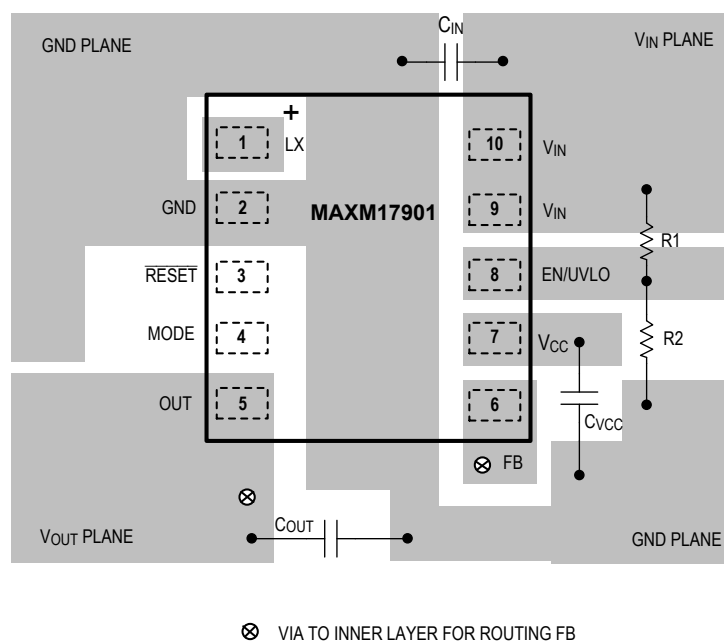 CIN
GND PLANE
VIN PLANE
+
1
LX
10
VIN
GND
2
MAXM17901
9
VIN
R1
RESET
3
8
EN/UVLO
MODE
4
7
VCC
R2
OUT
5
6
CVCC
FB
COUT
VOUT PLANE
GND PLANE
VIA TO INNER LAYER FOR ROUTING FB